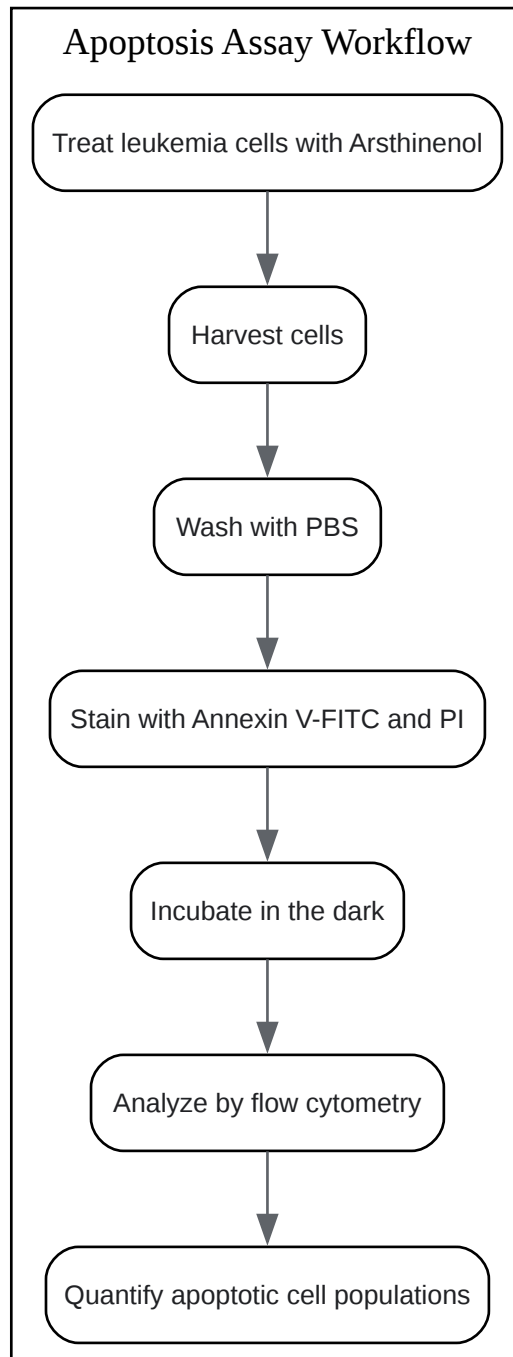 Apoptosis Assay Workflow
Treat leukemia cells with Arsthinenol
Harvest cells
Wash with PBS
Stain with Annexin V-FITC and PI
Incubate in the dark
Analyze by flow cytometry
Quantify apoptotic cell populations